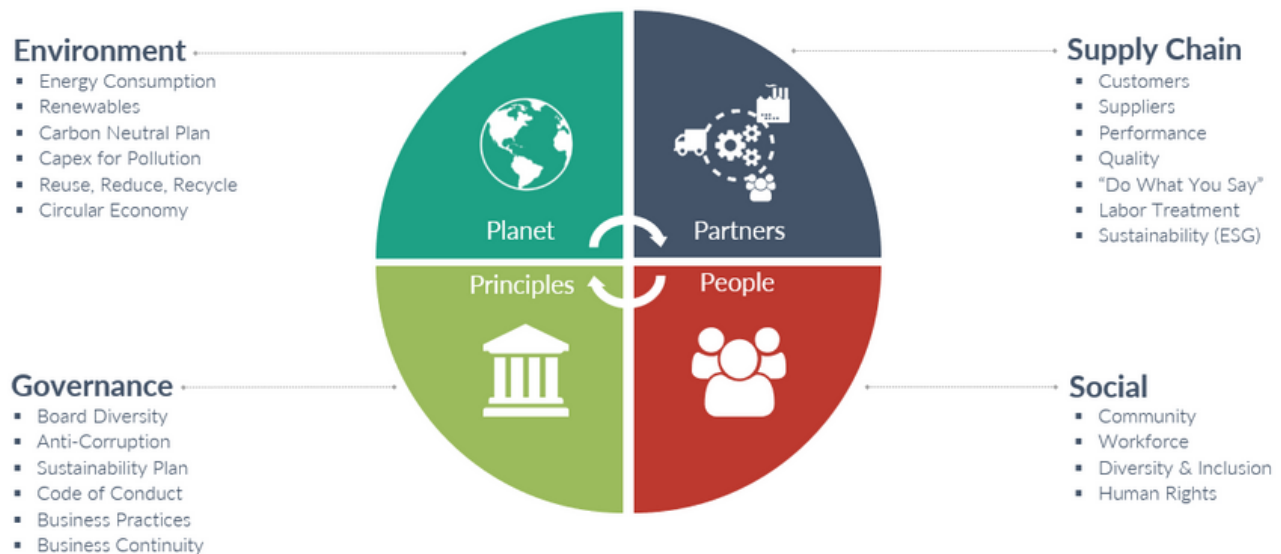 Environment
Energy Consumption
Renewables
Carbon Neutral Plan
Capex for Pollution
Reuse, Reduce, Recycle
Circular Economy
Planet
Partners
Supply Chain
Customers
Suppliers
Performance
Quality
“Do What You Say”
Labor Treatment
Sustainability (ESG)
Governance
Board Diversity
Anti-Corruption
Sustainability Plan
Code of Conduct
Business Practices
Business Continuity
Principles
People
Social
Community
Workforce
Diversity & Inclusion
Human Rights